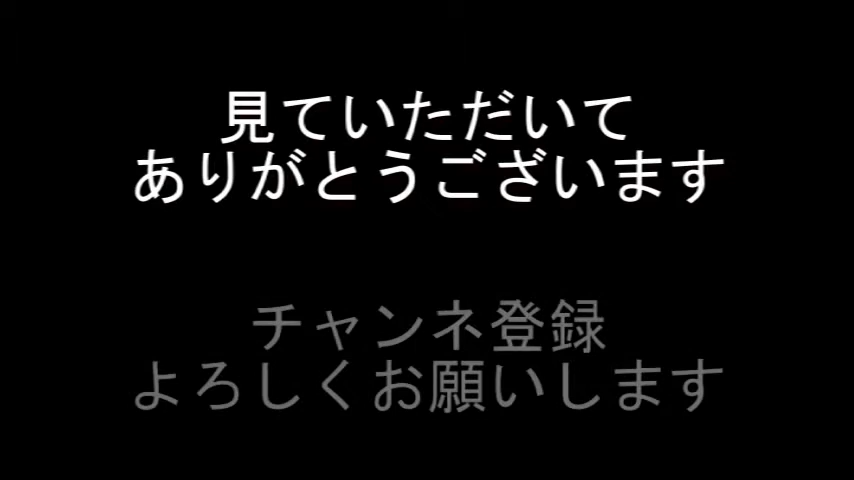 見ていただいて
ありがとうございます
チャンネ登録
よろしくお願いします